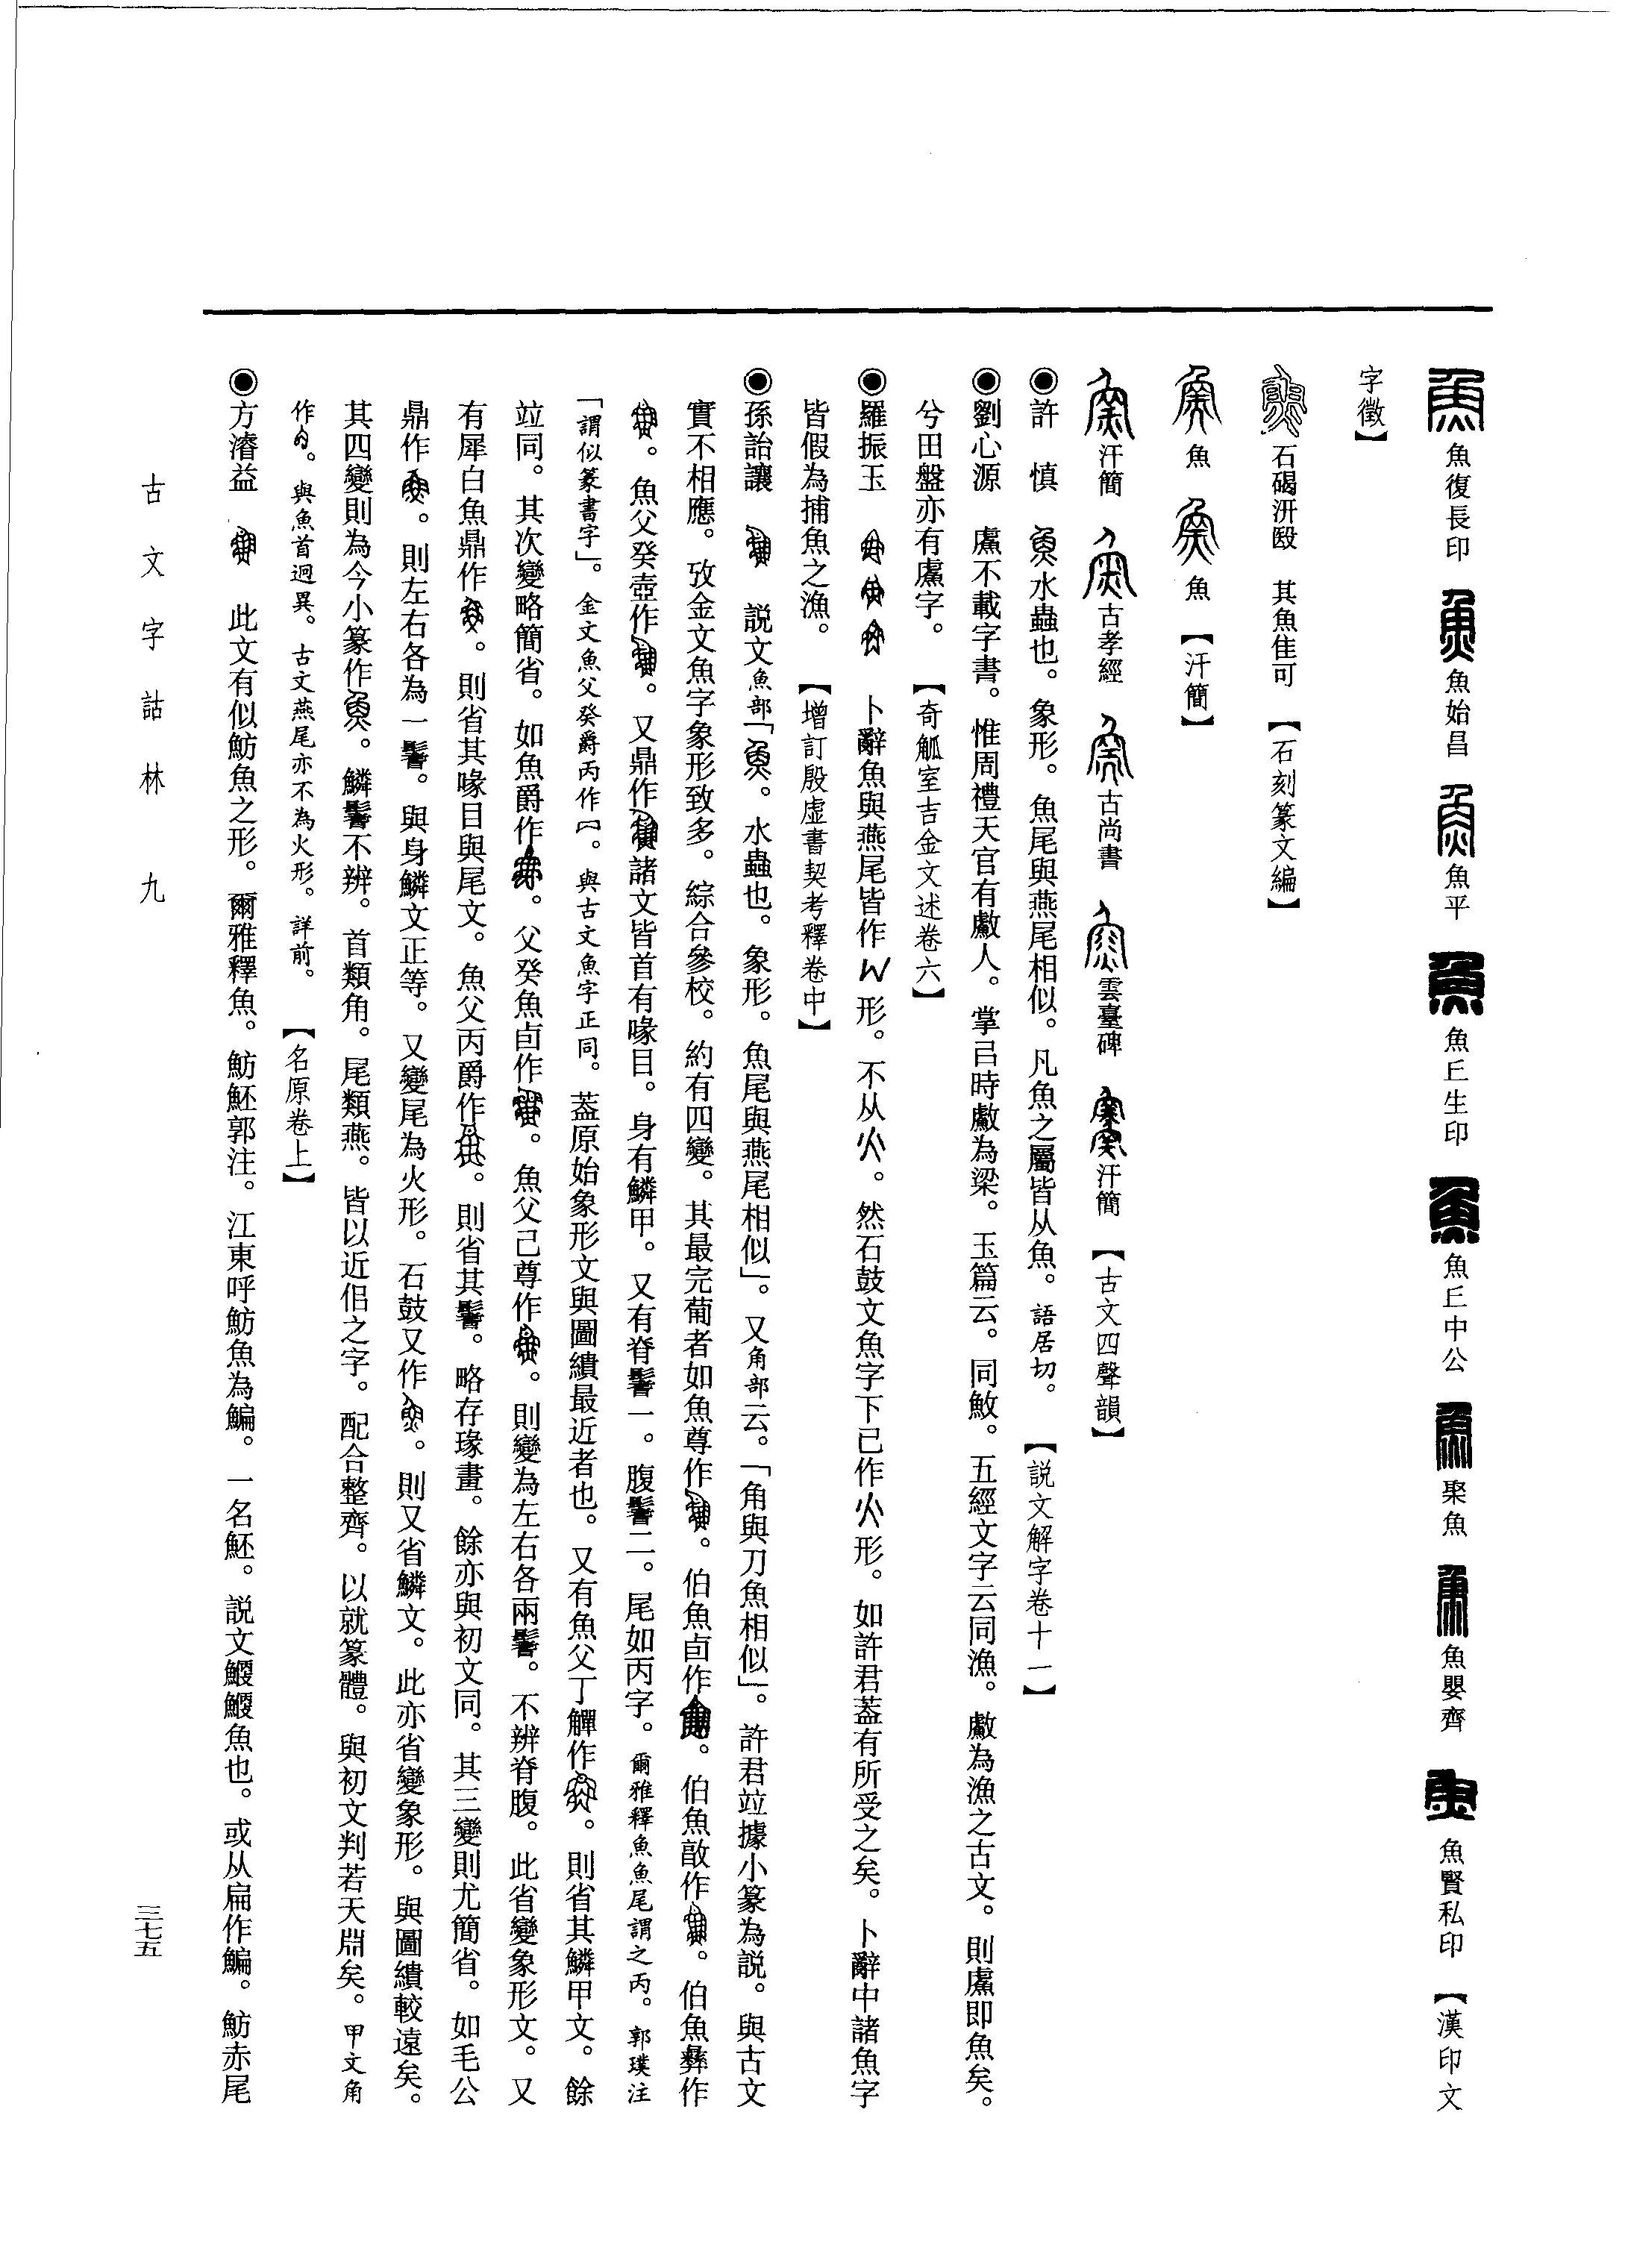 魚復長印　魚始昌　魚平　魚㠯生印　魚㠯中公　聚魚　魚嬰齊　魚賢私印　【漢印文
字徵】
石碣汧殹　其魚隹可　【石刻篆文編】
魚　魚　【汗簡】
汗簡　古孝經　古尚書　雲臺碑　汗簡　【古文四聲韻】
◉許　慎　水蟲也。象形。魚尾與燕尾相似。凡魚之屬皆从魚。語居切。　【説文解字卷十一】
◉劉心源　𩵋不載字書。惟周禮天官有䱷人。掌㠯時䱷為梁。玉篇云。同䰻。五經文字云同漁。䱷為漁之古文。則即魚矣。
兮田盤亦有字。　【奇觚室吉金文述卷六】
◉羅振玉　卜辭魚與燕尾皆作形。不从火。然石鼓文魚字下已作火形。如許君蓋有所受之矣。卜辭中諸魚字
皆假為捕魚之漁。　【增訂殷虛書契考釋卷中】
◉孫詒讓　説文魚部「。水蟲也。象形。魚尾與燕尾相似」。又角部云。「角與刀魚相似」。許君竝據小篆為説。與古文
實不相應。攷金文魚字象形致多。綜合參校。約有四變。其最完葡者如魚尊作。伯魚卣作。伯魚敃作。伯魚彝作
。魚父癸壺作。又鼎作諸文皆首有喙目。身有鱗甲。又有脊鬐一。腹鬐二。尾如丙字。爾雅釋魚魚尾謂之丙。郭璞注
「謂似篆書字」。金文魚父癸爵丙作。與古文魚字正同。葢原始象形文與圖繢最近者也。又有魚父丁觶作。則省其鱗甲文。餘
竝同。其次變略簡省。如魚爵作。父癸魚卣作。魚父己尊作。則變為左右各兩鬐。不辨脊腹。此省變象形文。又
有犀白魚鼎作。則省其喙目與尾文。魚父丙爵作。則省其鬐。略存瑑畫。餘亦與初文同。其三變則尤簡省。如毛公
鼎作。則左右各為一鬐。與身鱗文正等。又變尾為火形。石鼓又作。則又省鱗文。此亦省變象形。與圖繢較遠矣。
其四變則為今小篆作。鱗鬐不辨。首類角。尾類燕。皆以近佀之字。配合整齊。以就篆體。與初文判若天淵矣。甲文角
作。與魚首迥異。古文燕尾亦不為火形。詳前。　【名原卷上】
◉方濬益　此文有似魴魚之形。爾雅釋魚。魴魾郭注。江東呼魴魚為鯿。一名魾。説文鰋鰋魚也。或从扁作鯿。魴赤尾
古文字詁林　九
三七五